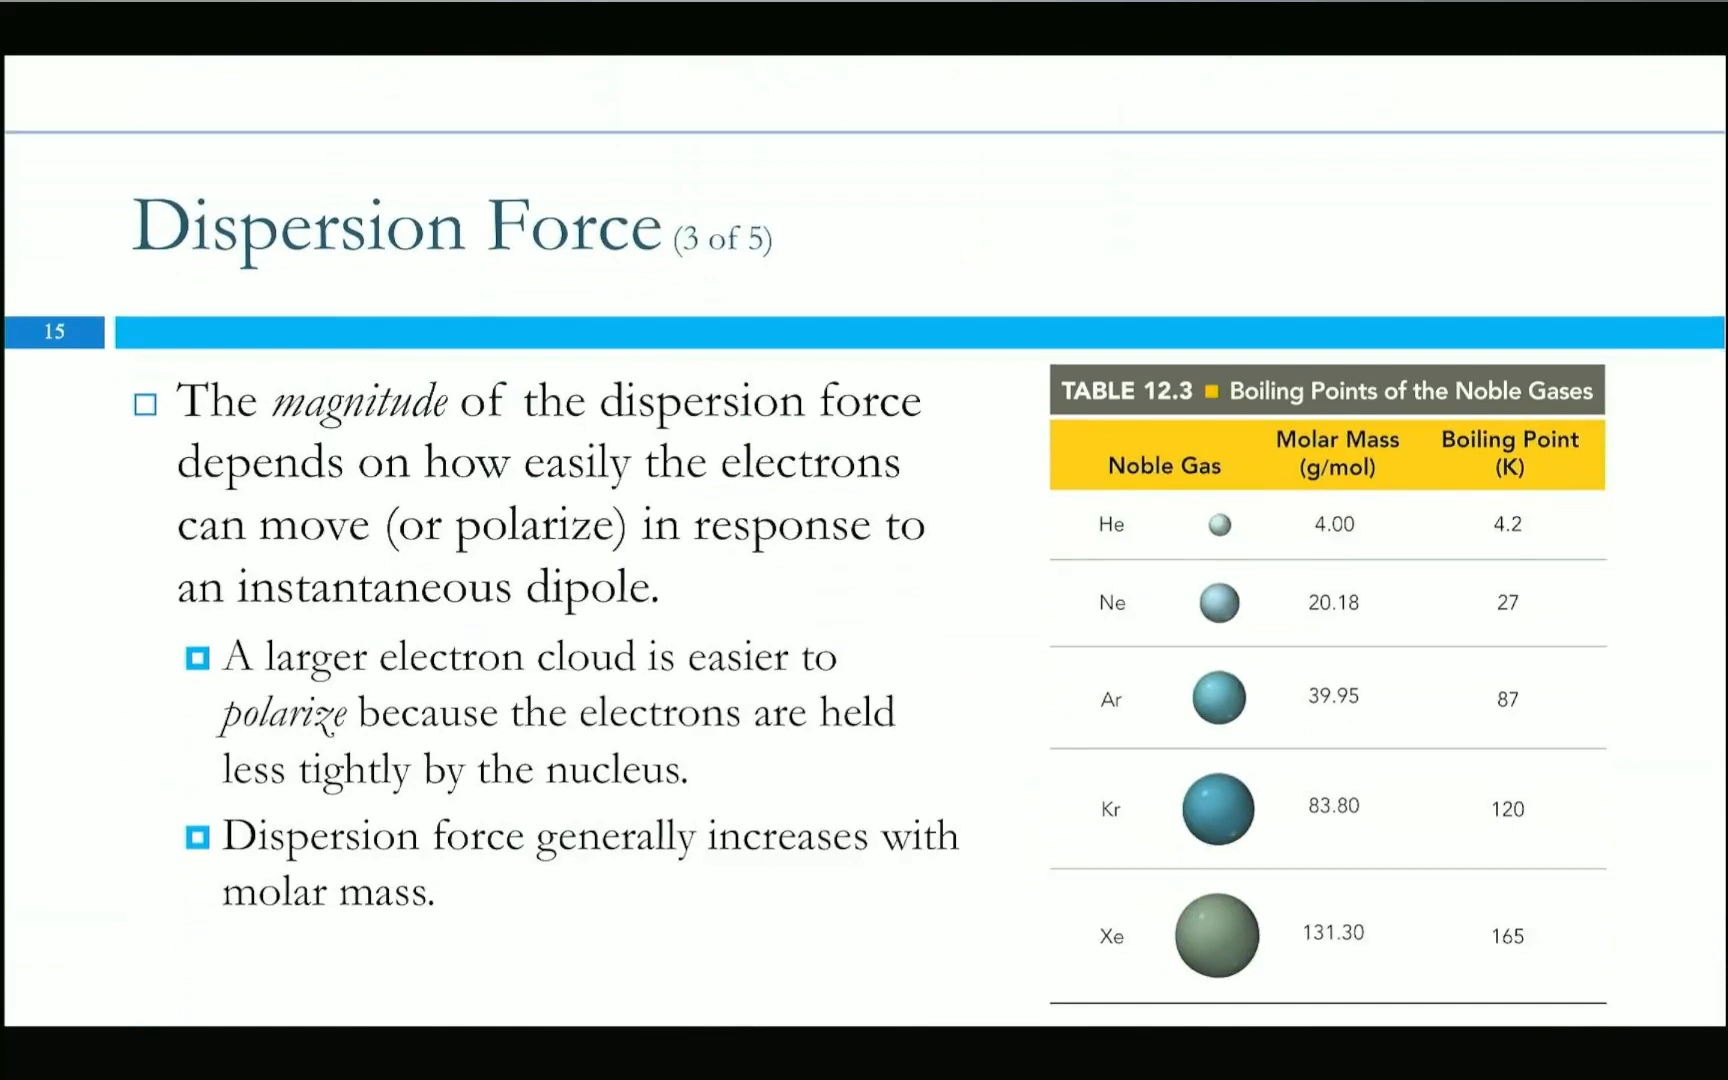 Dispersion Force (3 of 5)
15
The magnitude of the dispersion force
depends on how easily the electrons
can move (or polarize) in response to
an instantaneous dipole.
A larger electron cloud is easier to
polarize because the electrons are held
less tightly by the nucleus.
Dispersion force generally increases with
molar mass.
TABLE 12.3 ■ Boiling Points of the Noble Gases
Noble Gas Molar Mass (g/mol) Boiling Point (K)
He 4.00 4.2
Ne 20.18 27
Ar 39.95 87
Kr 83.80 120
Xe 131.30 165